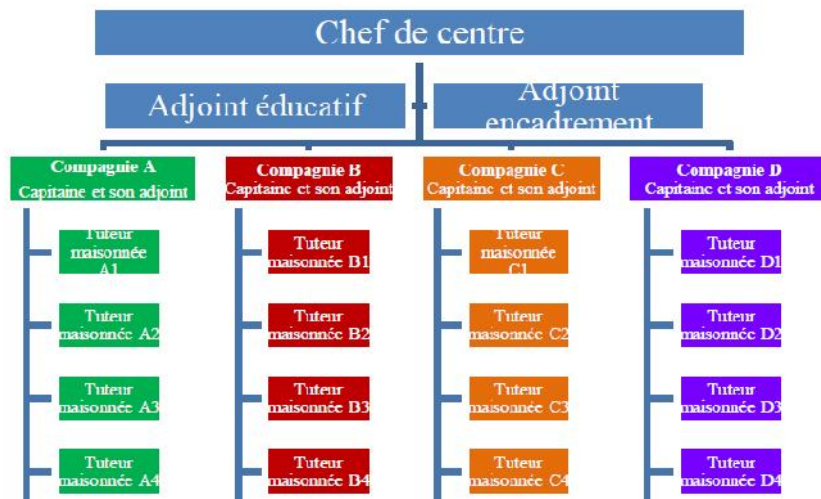 Chef de centre
Adjoint éducatif
Adjoint
encadrement
Compagnie A
Capitaine et son adjoint
Compagnie B
Capitaine et son adjoint
Compagnie C
Capitaine et son adjoint
Compagnie D
Capitaine et son adjoint
Tuteur
maisonnée
A1
Tuteur
maisonnée B1
Tuteur
maisonnée
C1
Tuteur
maisonnée D1
Tuteur
maisonnée A2
Tuteur
maisonnée B2
Tuteur
maisonnée C2
Tuteur
maisonnée D2
Tuteur
maisonnée A3
Tuteur
maisonnée B3
Tuteur
maisonnée C3
Tuteur
maisonnée D3
Tuteur
maisonnée A4
Tuteur
maisonnée B4
Tuteur
maisonnée C4
Tuteur
maisonnée D4